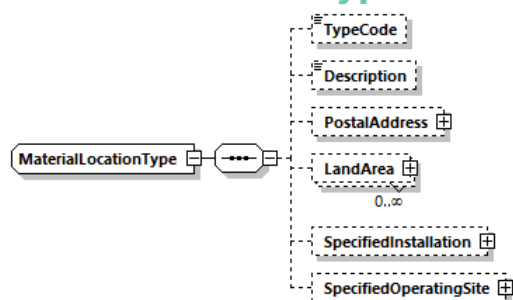 TypeCode
Description
PostalAddress
MaterialLocationType
LandArea
0..∞
SpecifiedInstallation
SpecifiedOperatingSite